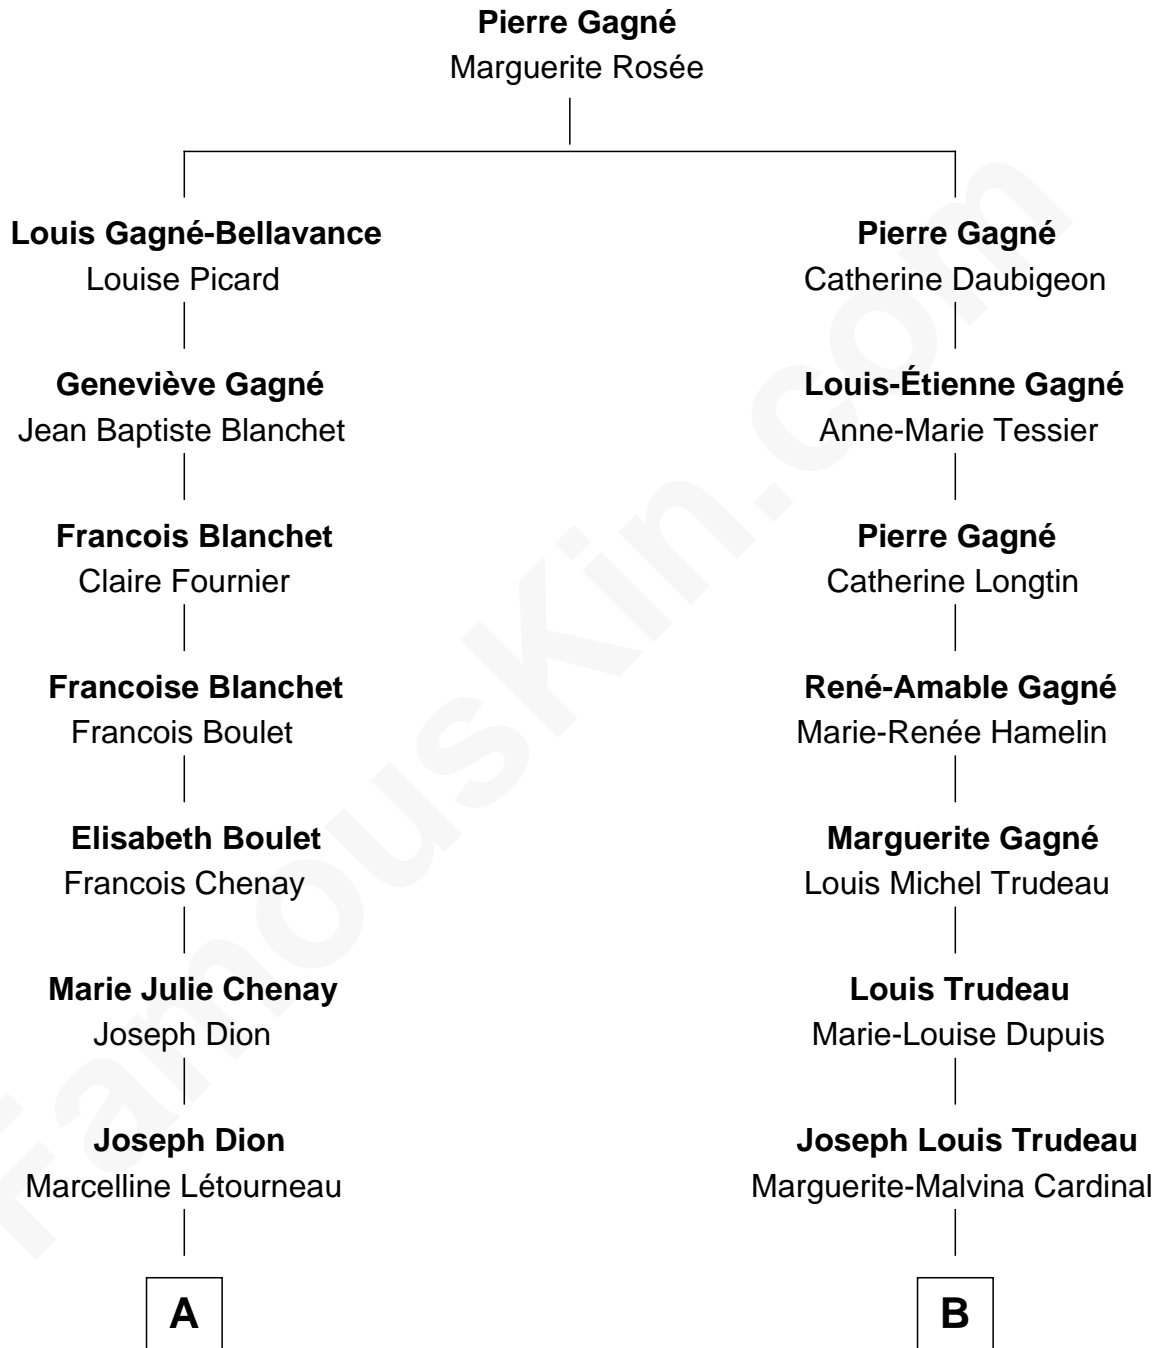 Pierre Gagné
Marguerite Rosée
Louis Gagné-Bellavance
Louise Picard
Pierre Gagné
Catherine Daubigeon
Geneviève Gagné
Jean Baptiste Blanchet
Louis-Étienne Gagné
Anne-Marie Tessier
Francois Blanchet
Claire Fournier
Pierre Gagné
Catherine Longtin
Francoise Blanchet
Francois Boulet
René-Amable Gagné
Marie-Renée Hamelin
Elisabeth Boulet
Francois Chenay
Marguerite Gagné
Louis Michel Trudeau
Marie Julie Chenay
Joseph Dion
Louis Trudeau
Marie-Louise Dupuis
Joseph Dion
Marcelline Létourneau
Joseph Louis Trudeau
Marguerite-Malvina Cardinal
A
B
FamousKin.com